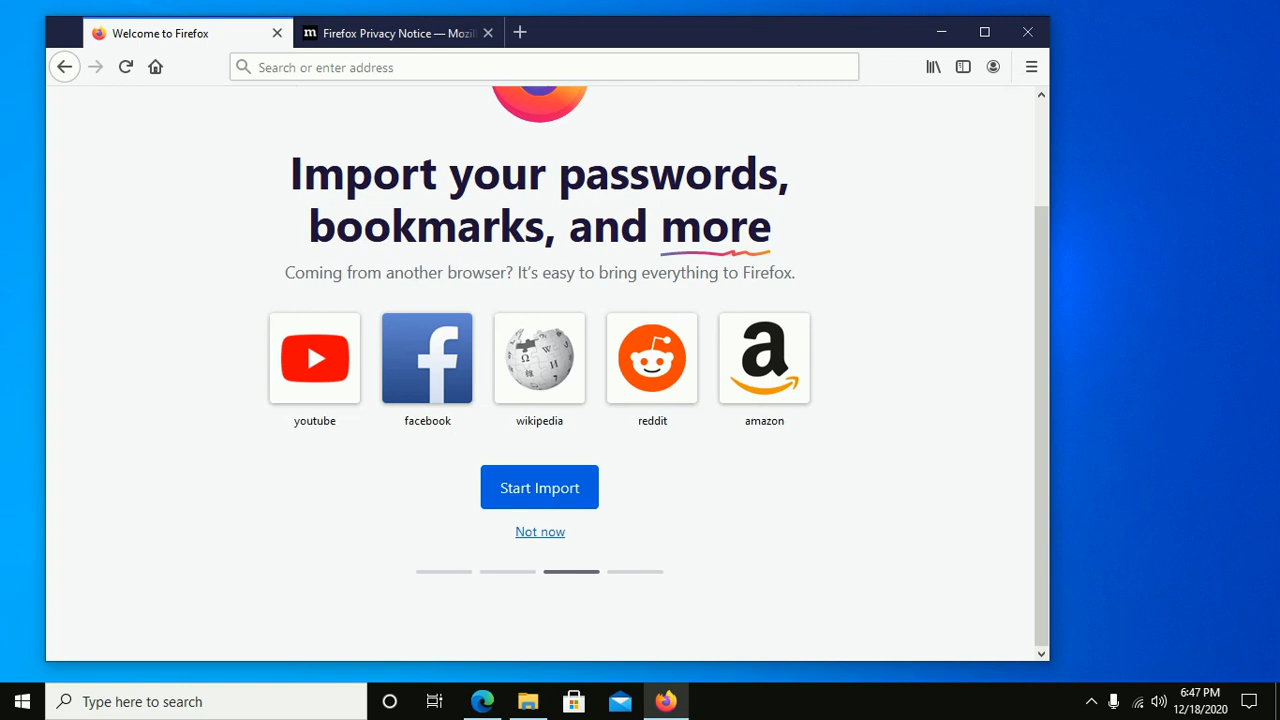 Welcome to Firefox
Firefox Privacy Notice — Mozil
Search or enter address
Import your passwords,
bookmarks, and more
Coming from another browser? It's easy to bring everything to Firefox.
youtube
facebook
wikipedia
reddit
amazon
Start Import
Not now
Type here to search
6:47 PM
12/18/2020